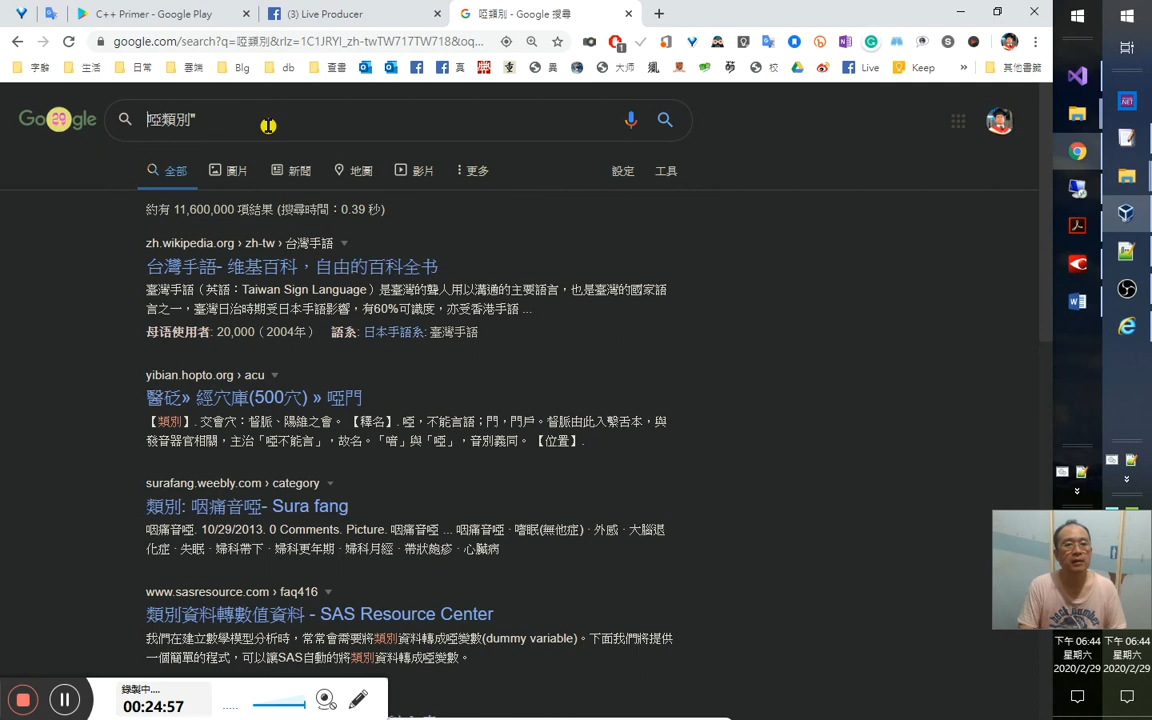 C++ Primer - Google Play
(3) Live Producer
啞類別" - Google 搜尋
google.com/search?q=啞類別&rlz=1C1JRYI_zh-twTW717TW718&oq...
字辭
生活
日常
雲端
Blg
db
查書
真
異
大师
校
Live
Keep
»
其他書籤
Google
29
啞類別"
全部
圖片
新聞
地圖
影片
更多
設定
工具
約有 11,600,000 項結果 (搜尋時間：0.39 秒)
zh.wikipedia.org › zh-tw › 台灣手語
台灣手語- 维基百科，自由的百科全书
臺灣手語（英語：Taiwan Sign Language）是臺灣的聾人用以溝通的主要語言，也是臺灣的國家語
言之一，臺灣日治時期受日本手語影響，有60%可識度，亦受香港手語 ...
母语使用者: 20,000（2004年） 語系: 日本手語系: 臺灣手語
yibian.hopto.org › acu
醫砭» 經穴庫(500穴) » 啞門
【類別】. 交會穴：督脈、陽維之會。【釋名】. 啞，不能言語；門，門戶。督脈由此入繫舌本，與
發音器官相關，主治「啞不能言」，故名。「喑」與「啞」，音別義同。【位置】.
surafang.weebly.com › category
類別: 咽痛音啞- Sura fang
咽痛音啞. 10/29/2013. 0 Comments. Picture. 咽痛音啞 ... 咽痛音啞 · 嗜眠(無他症) · 外感 · 大腦退
化症 · 失眠 · 婦科帶下 · 婦科更年期 · 婦科月經 · 帶狀皰疹 · 心臟病
www.sasresource.com › faq416
類別資料轉數值資料 - SAS Resource Center
我們在建立數學模型分析時，常常會需要將類別資料轉成啞變數(dummy variable)。下面我們將提供
一個簡單的程式，可以讓SAS自動的將類別資料轉成啞變數。
錄製中....
00:24:57
下午 06:44
星期六
2020/2/29
下午 06:44
星期六
2020/2/29